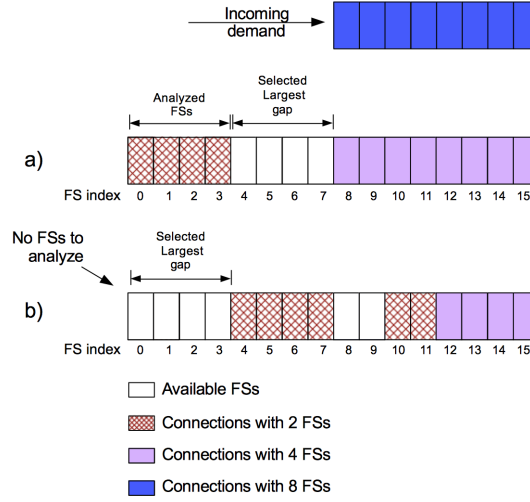 Incoming
demand
Analyzed
FSs
Selected
Largest
gap
a)
FS index
0 1 2 3 4 5 6 7 8 9 10 11 12 13 14 15
No FSs to
analyze
Selected
Largest
gap
b)
FS index
0 1 2 3 4 5 6 7 8 9 10 11 12 13 14 15
Available FSs
Connections with 2 FSs
Connections with 4 FSs
Connections with 8 FSs